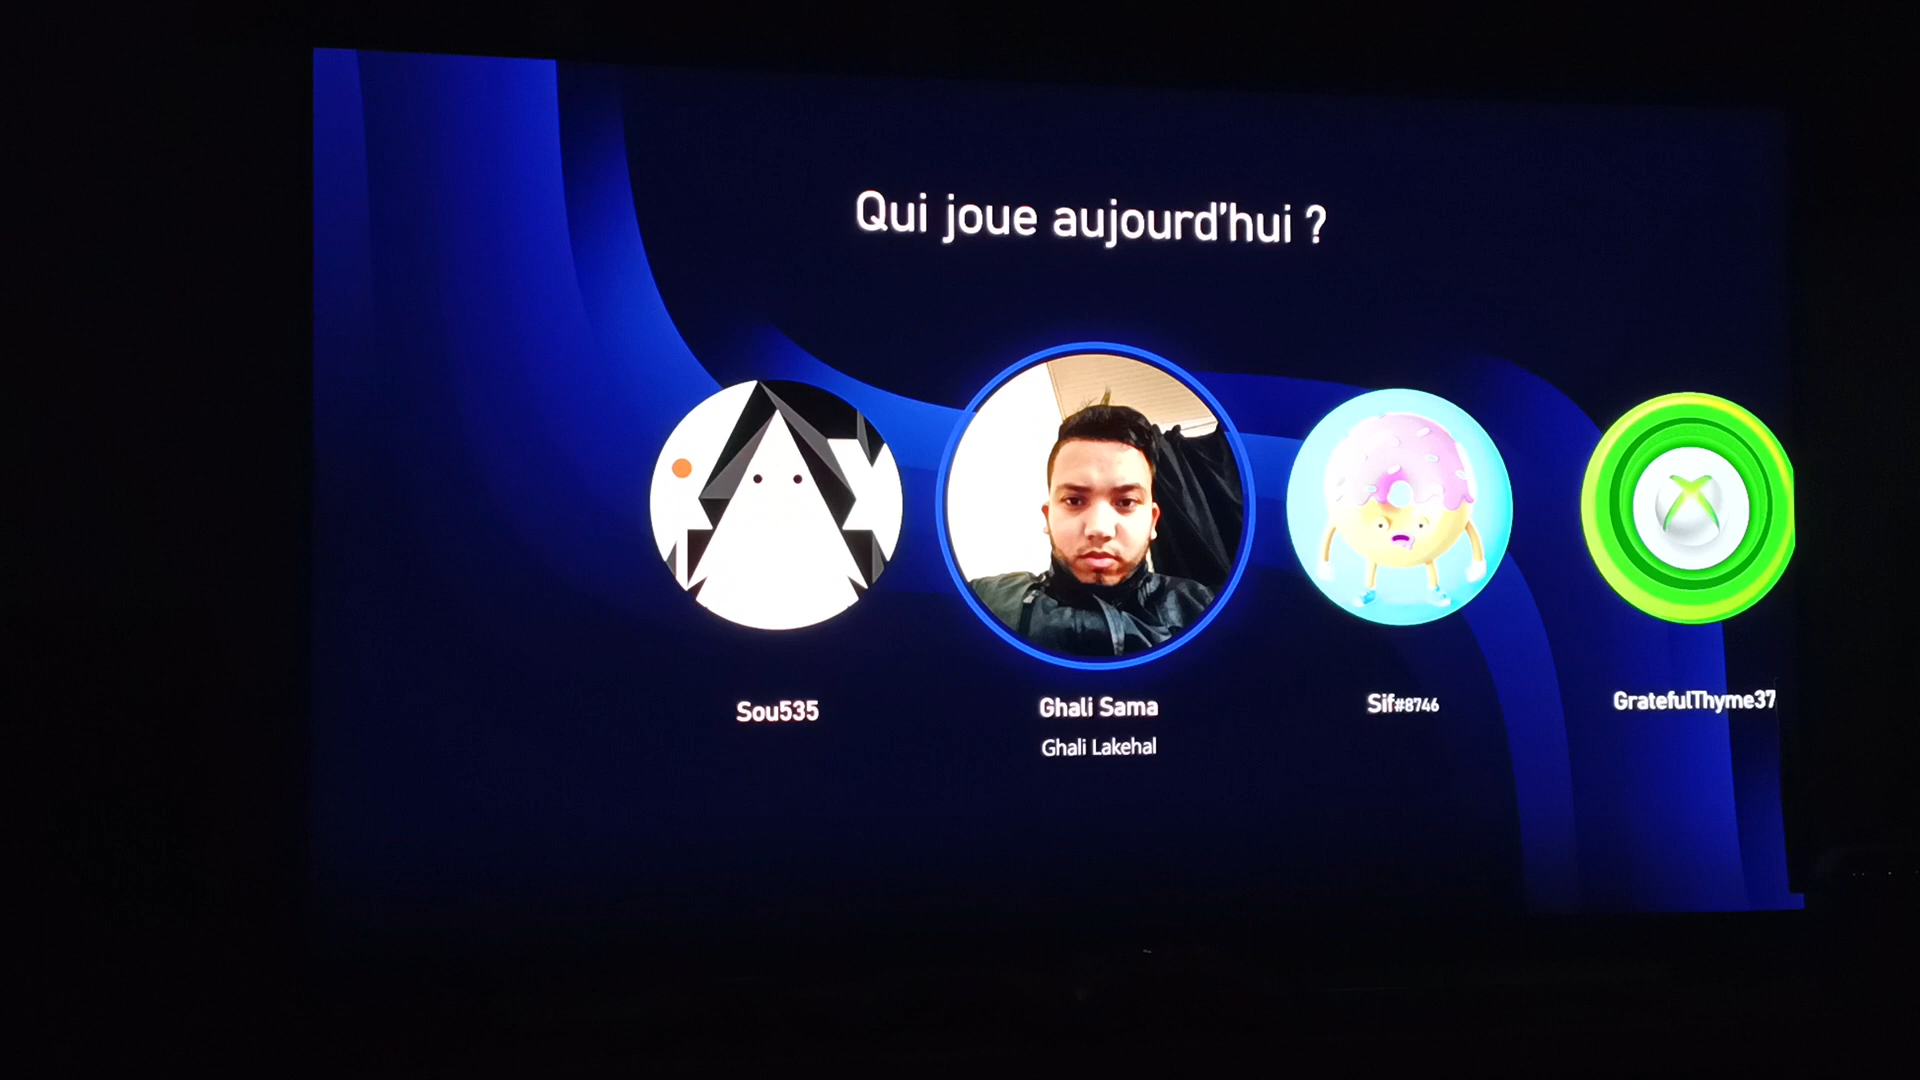 Qui joue aujourd'hui ?
Sou535
Ghali Sama
Ghali Lakehal
Sif#8746
GratefulThyme37